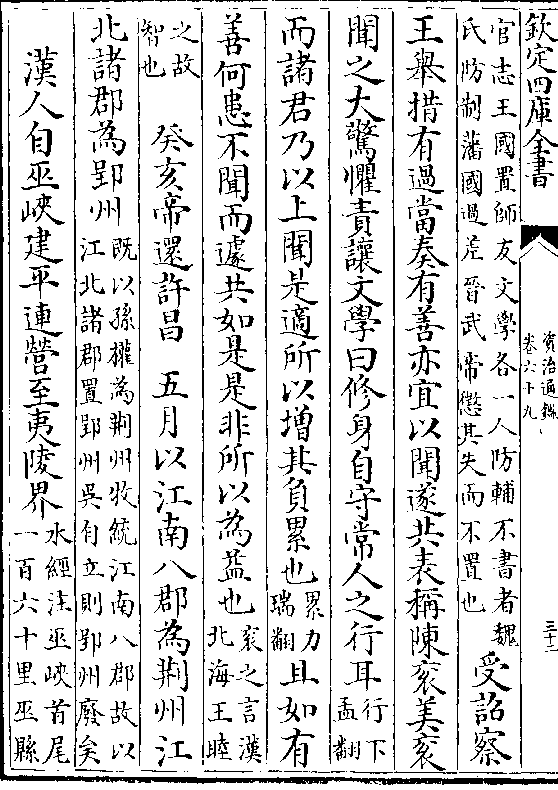 欽定四庫全書
資治通鑑
卷六十九
三十二
官志王國置師友文學各一人防輔不書者魏
氏防制藩國過差晉武帝懲其失而不置也
受詔察
王舉措有過當奏有善亦宜以聞遂共表稱陳袞美袞
聞之大驚懼責讓文學曰修身自守常人之行耳
行下
孟翻
而諸君乃以上聞是適所以增其負累也
累力
瑞翻
且如有
善何患不聞而遽共如是是非所以為益也
袞之言漢
北海王睦
之故
智也
癸亥帝還許昌 五月以江南八郡為荆州江
北諸郡為郢州
既以孫權為荆州牧統江南八郡故以
江北諸郡置郢州吳自立則郢州廢矣
漢人自巫峽建平連營至夷陵界
水經注巫峽首尾
一百六十里巫縣